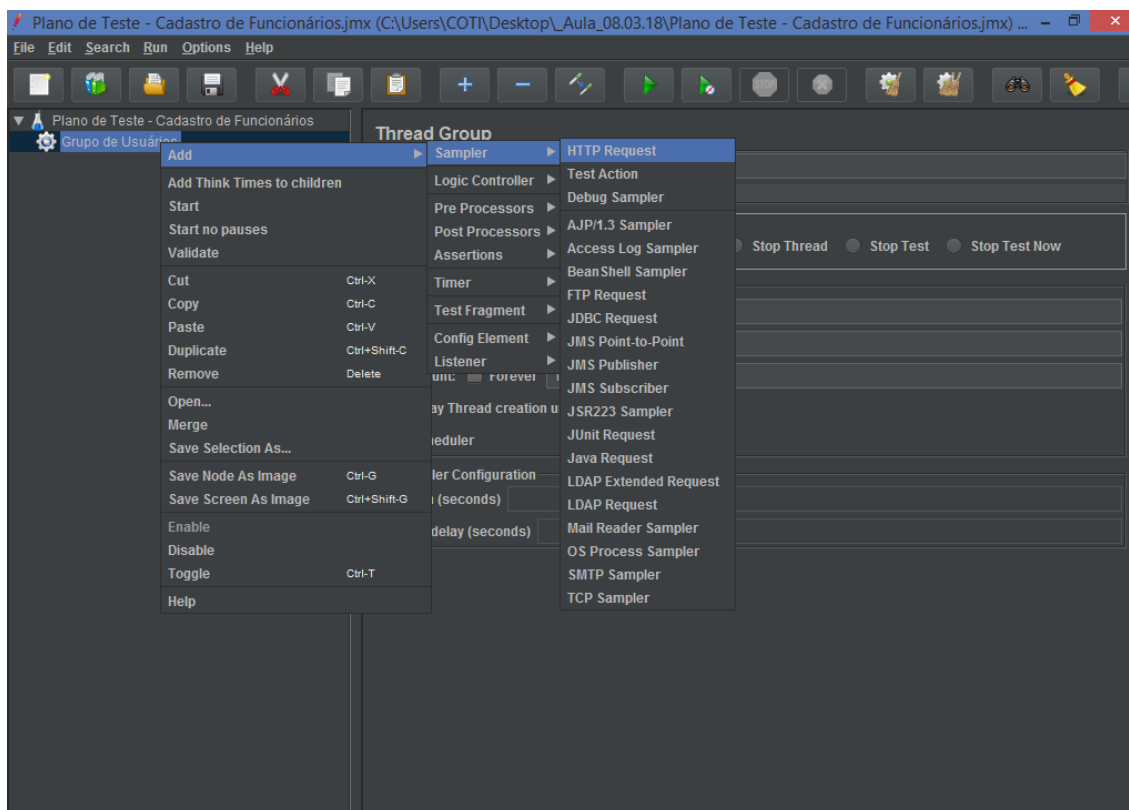 Plano de Teste - Cadastro de Funcionários.jmx (C:\Users\COTI\Desktop\_Aula_08.03.18\Plano de Teste - Cadastro de Funcionários.jmx) ...
File Edit Search Run Options Help
STOP
Plano de Teste - Cadastro de Funcionários
Grupo de Usuários
Thread Group
Add
Add Think Times to children
Start
Start no pauses
Validate
Cut Ctrl-X
Copy Ctrl-C
Paste Ctrl-V
Duplicate Ctrl+Shift-C
Remove Delete
Open...
Merge
Save Selection As...
Save Node As Image Ctrl-G
Save Screen As Image Ctrl+Shift-G
Enable
Disable
Toggle Ctrl-T
Help
Sampler
Logic Controller
Pre Processors
Post Processors
Assertions
Timer
Test Fragment
Config Element
Listener
HTTP Request
Test Action
Debug Sampler
AJP/1.3 Sampler
Access Log Sampler
BeanShell Sampler
FTP Request
JDBC Request
JMS Point-to-Point
JMS Publisher
JMS Subscriber
JSR223 Sampler
JUnit Request
Java Request
LDAP Extended Request
LDAP Request
Mail Reader Sampler
OS Process Sampler
SMTP Sampler
TCP Sampler
Stop Thread Stop Test Stop Test Now
unt: Forever
ay Thread creation u
heduler
ler Configuration
(seconds)
delay (seconds)